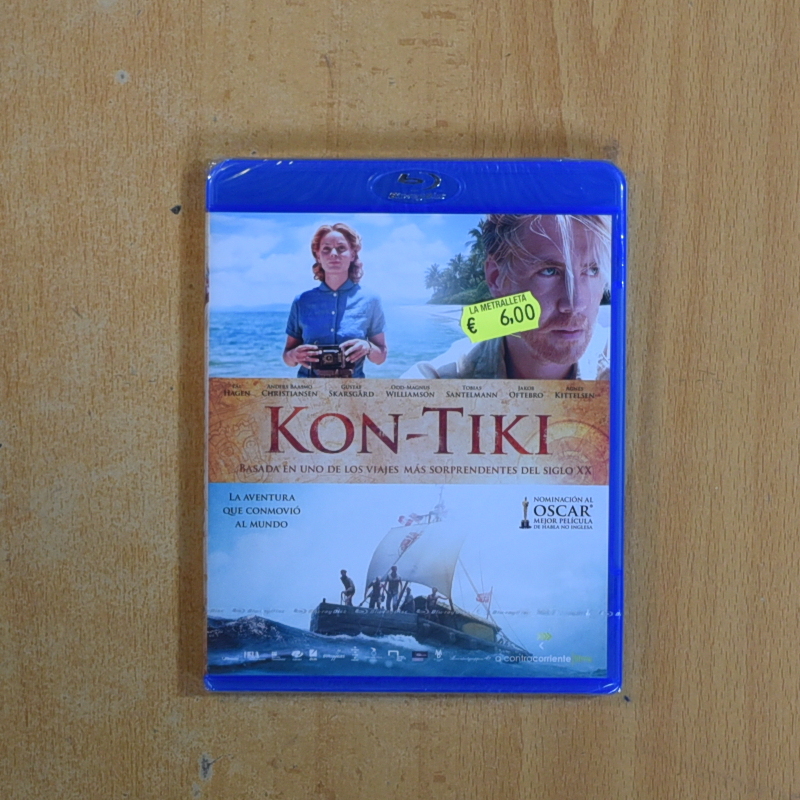 LA METRALLETA
€ 6,00
HAGEN
ANDERS BAASMO CHRISTIANSEN
GUSTAF SKARSGÅRD
ODD-MAGNUS WILLIAMSON
TOBIAS SANTELMANN
JAKOB OFTEBRO
AGNES KITTELSEN
KON-TIKI
BASADA EN UNO DE LOS VIAJES MÁS SORPRENDENTES DEL SIGLO XX
LA AVENTURA
QUE CONMOVIÓ
AL MUNDO
NOMINACIÓN AL
OSCAR®
MEJOR PELÍCULA
DE HABLA NO INGLESA
acontracorriente